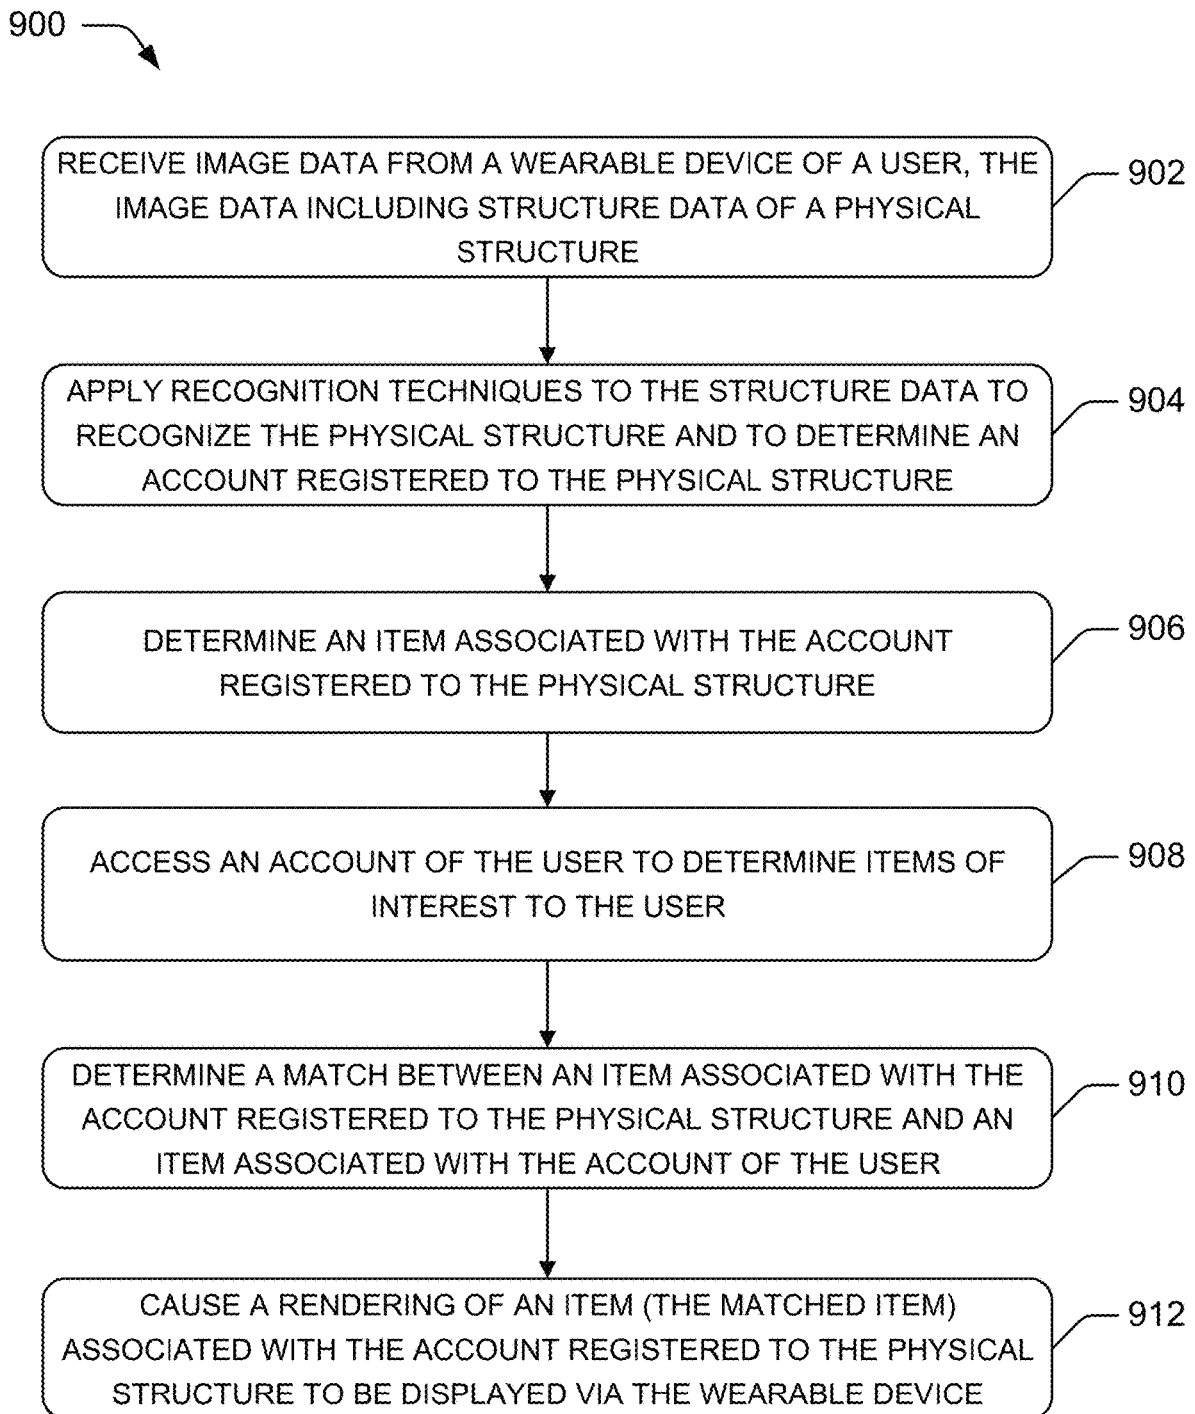 900
RECEIVE IMAGE DATA FROM A WEARABLE DEVICE OF A USER, THE
IMAGE DATA INCLUDING STRUCTURE DATA OF A PHYSICAL
STRUCTURE
902
APPLY RECOGNITION TECHNIQUES TO THE STRUCTURE DATA TO
RECOGNIZE THE PHYSICAL STRUCTURE AND TO DETERMINE AN
ACCOUNT REGISTERED TO THE PHYSICAL STRUCTURE
904
DETERMINE AN ITEM ASSOCIATED WITH THE ACCOUNT
REGISTERED TO THE PHYSICAL STRUCTURE
906
ACCESS AN ACCOUNT OF THE USER TO DETERMINE ITEMS OF
INTEREST TO THE USER
908
DETERMINE A MATCH BETWEEN AN ITEM ASSOCIATED WITH THE
ACCOUNT REGISTERED TO THE PHYSICAL STRUCTURE AND AN
ITEM ASSOCIATED WITH THE ACCOUNT OF THE USER
910
CAUSE A RENDERING OF AN ITEM (THE MATCHED ITEM)
ASSOCIATED WITH THE ACCOUNT REGISTERED TO THE PHYSICAL
STRUCTURE TO BE DISPLAYED VIA THE WEARABLE DEVICE
912